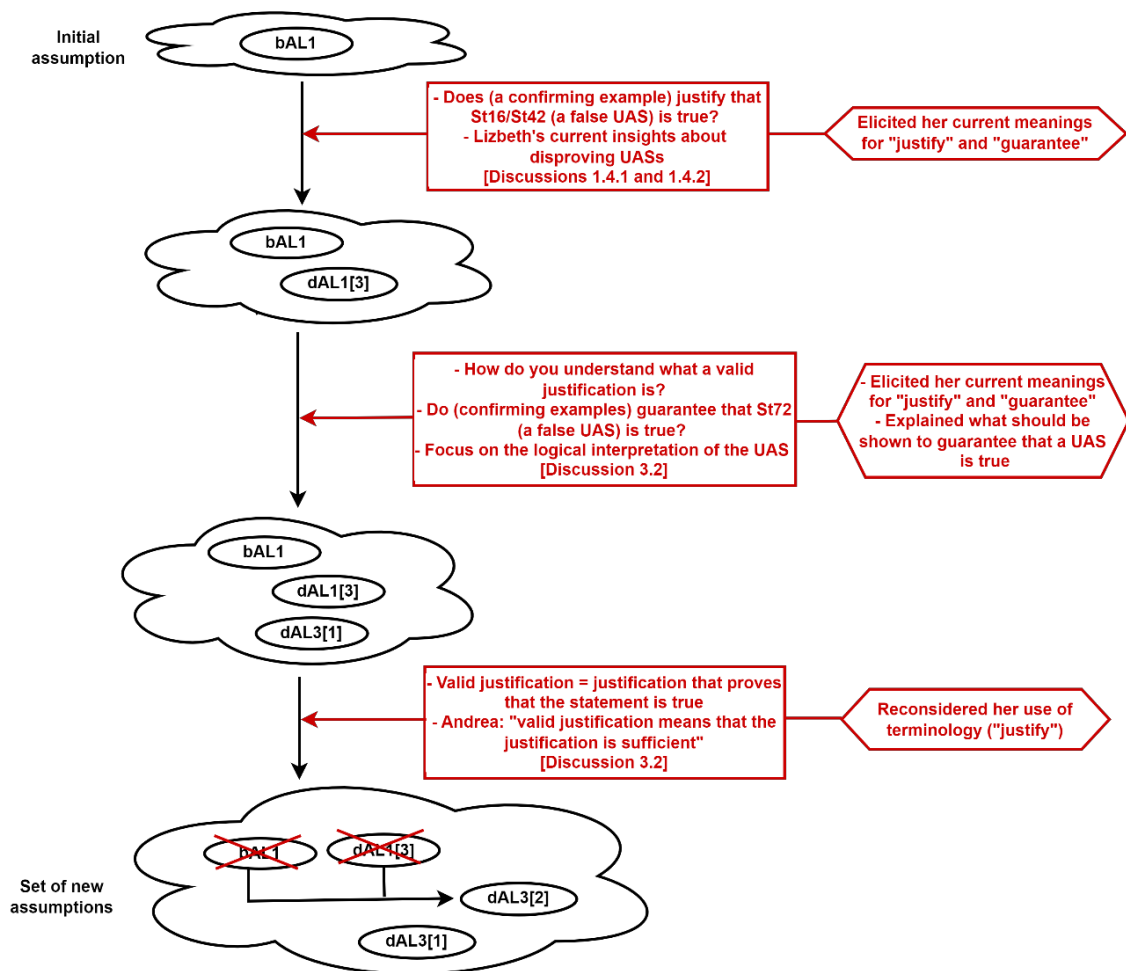 Initial
assumption
bAL1
- Does (a confirming example) justify that
St16/St42 (a false UAS) is true?
- Lizbeth's current insights about
disproving UASs
[Discussions 1.4.1 and 1.4.2]
Elicited her current meanings
for "justify" and "guarantee"
bAL1
dAL1[3]
- How do you understand what a valid
justification is?
- Do (confirming examples) guarantee that St72
(a false UAS) is true?
- Focus on the logical interpretation of the UAS
[Discussion 3.2]
- Elicited her current meanings
for "justify" and "guarantee"
- Explained what should be
shown to guarantee that a UAS
is true
bAL1
dAL1[3]
dAL3[1]
- Valid justification = justification that proves
that the statement is true
- Andrea: "valid justification means that the
justification is sufficient"
[Discussion 3.2]
Reconsidered her use of
terminology ("justify")
Set of new
assumptions
bAL1
dAL1[3]
dAL3[2]
dAL3[1]